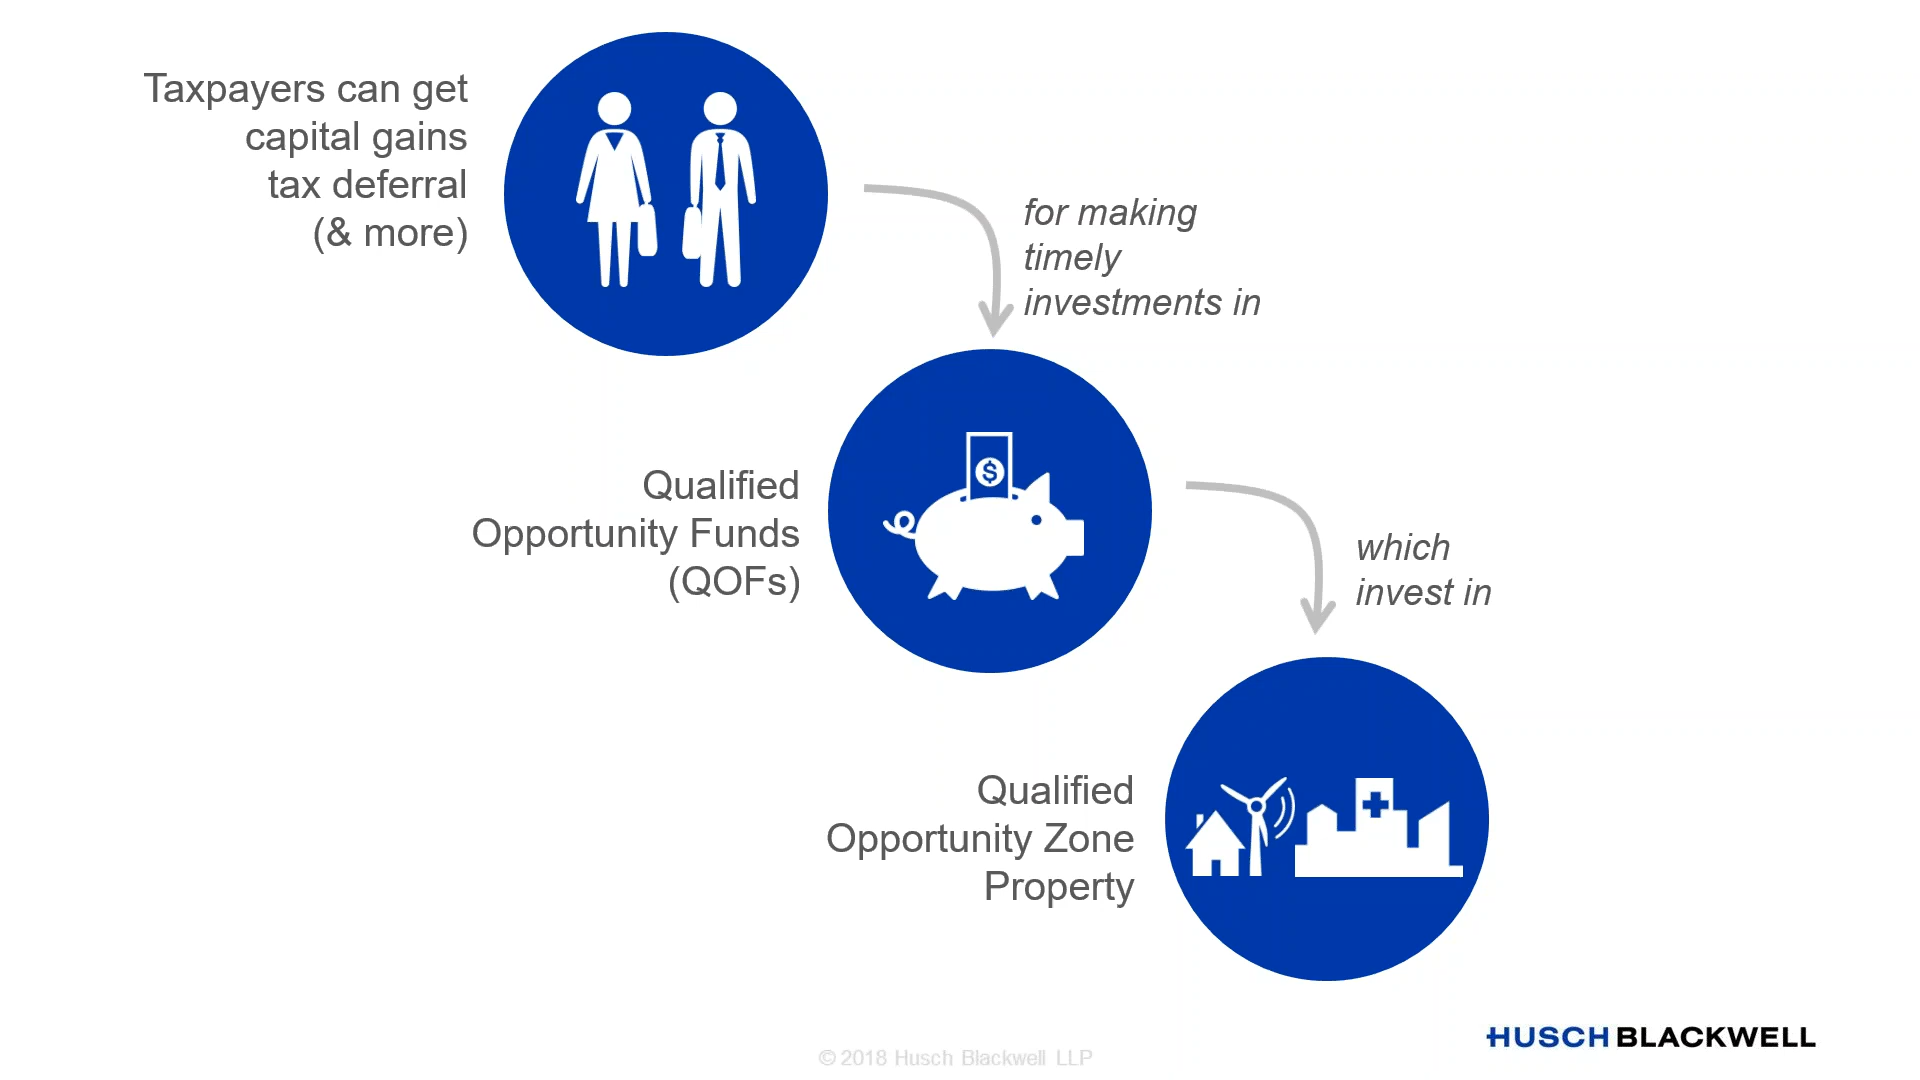 Taxpayers can get
capital gains
tax deferral
(& more)
for making
timely
investments in
$
Qualified
Opportunity Funds
(QOFs)
which
invest in
Qualified
Opportunity Zone
Property
HUSCH BLACKWELL
© 2018 Husch Blackwell LLP